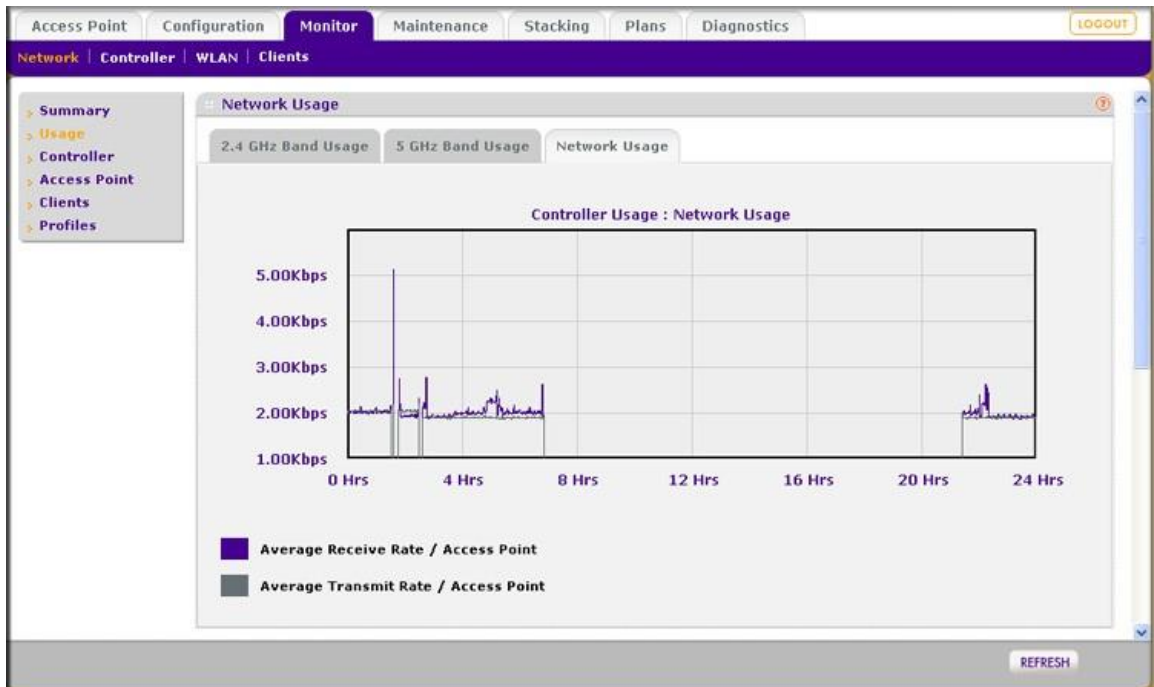 Access Point Configuration Monitor Maintenance Stacking Plans Diagnostics LOGOUT
Network | Controller | WLAN | Clients
Summary
Usage
Controller
Access Point
Clients
Profiles
Network Usage ?
2.4 GHz Band Usage 5 GHz Band Usage Network Usage
Controller Usage : Network Usage
5.00Kbps
4.00Kbps
3.00Kbps
2.00Kbps
1.00Kbps
0 Hrs 4 Hrs 8 Hrs 12 Hrs 16 Hrs 20 Hrs 24 Hrs
Average Receive Rate / Access Point
Average Transmit Rate / Access Point
REFRESH